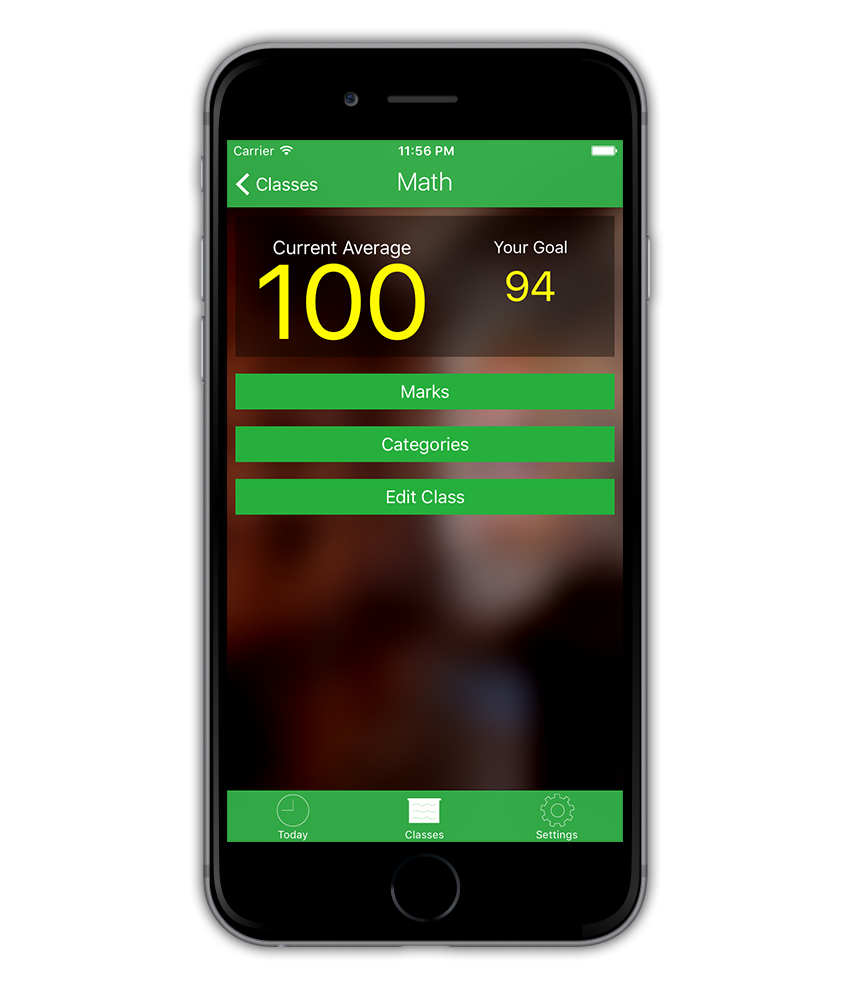 Carrier 11:56 PM
Classes Math
Current Average Your Goal
100 94
Marks
Categories
Edit Class
Today Classes Settings